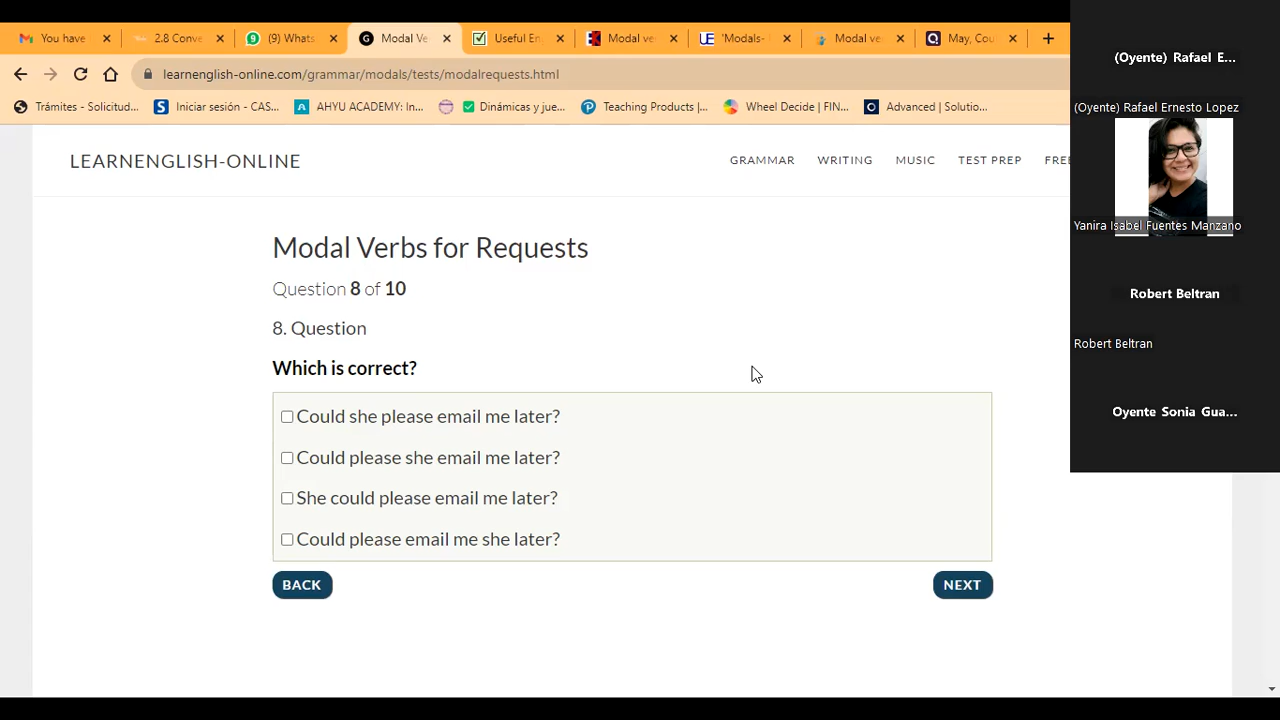 You have
2.8 Conve
(9) Whats
Modal Ve
Useful En
Modal ve
'Modals-
Modal ve
May, Cou
learnenglish-online.com/grammar/modals/tests/modalrequests.html
Trámites - Solicitud...
Iniciar sesión - CAS...
AHYU ACADEMY: In...
Dinámicas y jue...
Teaching Products |...
Wheel Decide | FIN...
Advanced | Solutio...
(Oyente) Rafael E...
(Oyente) Rafael Ernesto Lopez
Yanira Isabel Fuentes Manzano
Robert Beltran
Robert Beltran
Oyente Sonia Gua...
LEARNENGLISH-ONLINE
GRAMMAR WRITING MUSIC TEST PREP FREE
Modal Verbs for Requests
Question 8 of 10
8. Question
Which is correct?
Could she please email me later?
Could please she email me later?
She could please email me later?
Could please email me she later?
BACK
NEXT